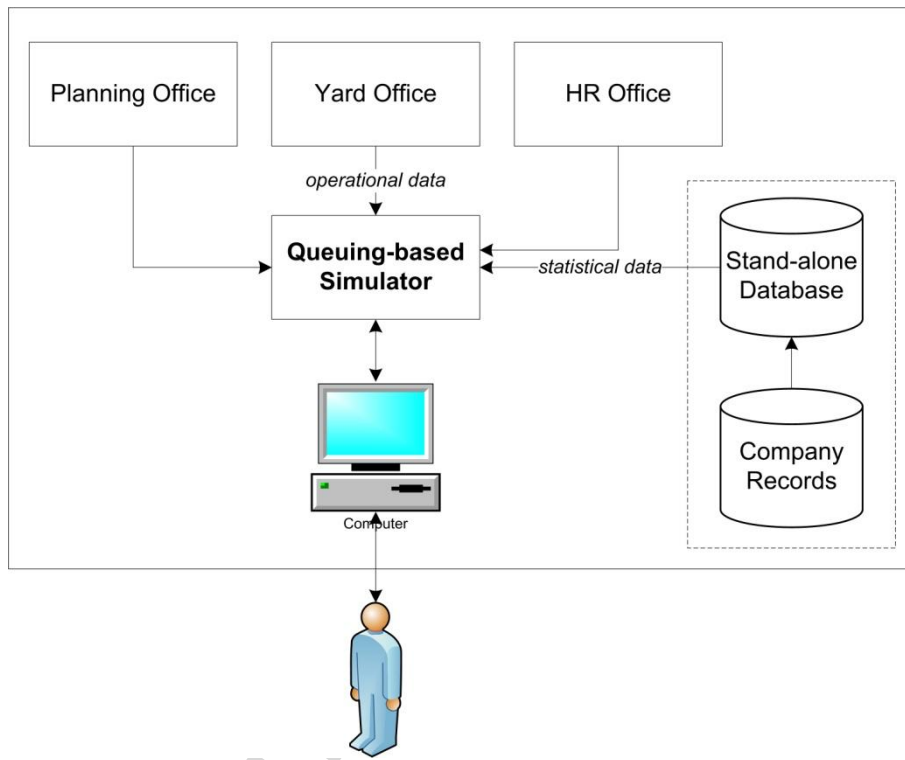 Planning Office
Yard Office
HR Office
operational data
Queuing-based
Simulator
statistical data
Stand-alone
Database
Company
Records
Computer